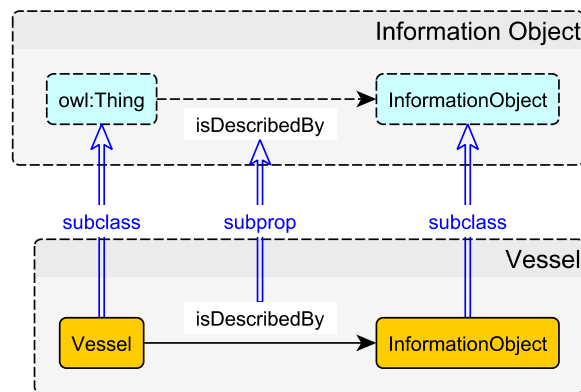 Information Object
owl:Thing
InformationObject
isDescribedBy
subclass
subprop
subclass
Vessel
isDescribedBy
Vessel
InformationObject